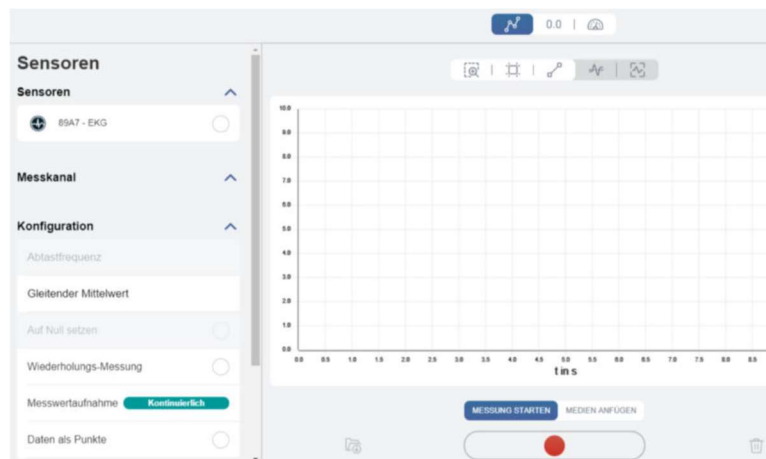 0.0
Sensoren
Sensoren
89A7 - EKG
Messkanal
Konfiguration
Abtastfrequenz
Gleitender Mittelwert
Auf Null setzen
Wiederholungs-Messung
Messwertaufnahme Kontinuierlich
Daten als Punkte
10.0
9.0
8.0
7.0
6.0
5.0
4.0
3.0
2.0
1.0
0.0
0.0 0.5 1.0 1.5 2.0 2.5 3.0 3.5 4.0 4.5 5.0 5.5 6.0 6.5 7.0 7.5 8.0 8.5
t in s
MESSUNG STARTEN MEDIEN ANFÜGEN